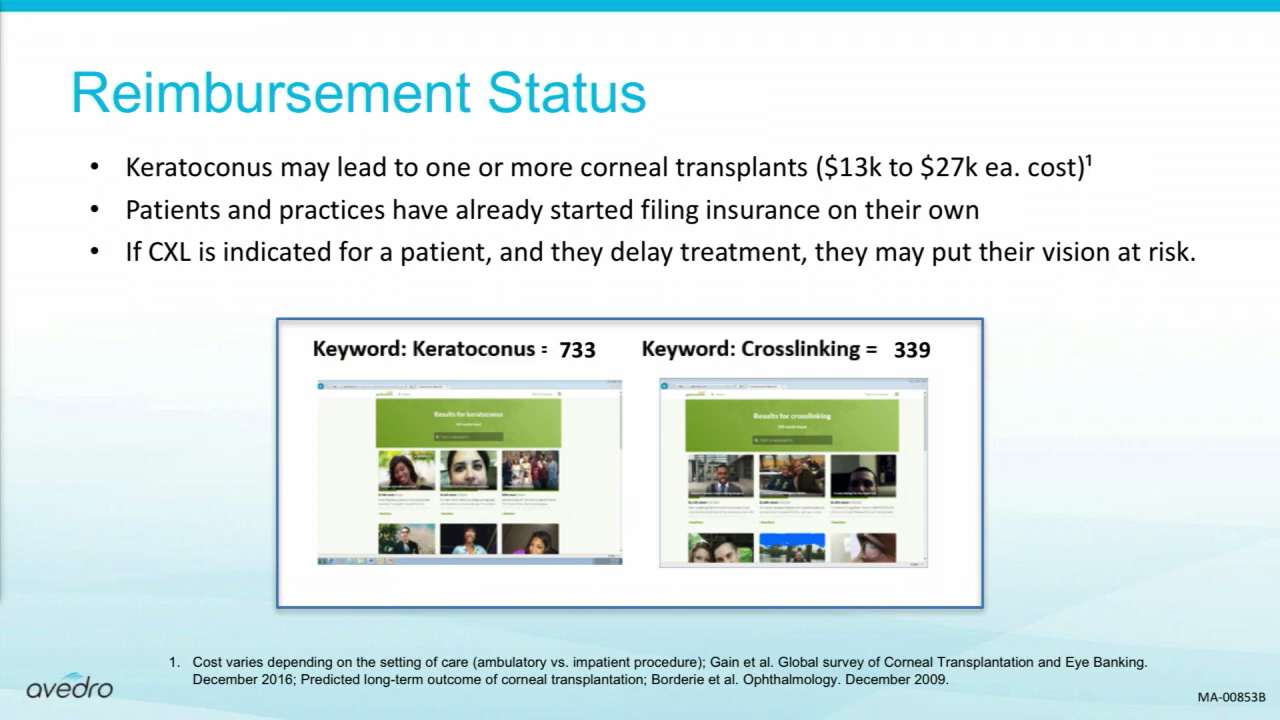 Reimbursement Status
• Keratoconus may lead to one or more corneal transplants ($13k to $27k ea. cost)¹
• Patients and practices have already started filing insurance on their own
• If CXL is indicated for a patient, and they delay treatment, they may put their vision at risk.
Keyword: Keratoconus = 733
Keyword: Crosslinking = 339
Results for keratoconus
Results for crosslinking
1. Cost varies depending on the setting of care (ambulatory vs. impatient procedure); Gain et al. Global survey of Corneal Transplantation and Eye Banking.
December 2016; Predicted long-term outcome of corneal transplantation; Borderie et al. Ophthalmology. December 2009.
avedro
MA-00853B